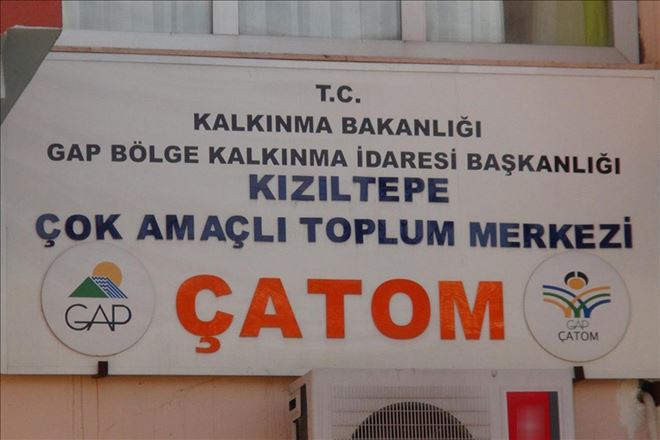 T.C.
KALKINMA BAKANLIĞI
GAP BÖLGE KALKINMA İDARESİ BAŞKANLIĞI
KIZILTEPE
ÇOK AMAÇLI TOPLUM MERKEZİ
ÇATOM
GAP
GAP
ÇATOM